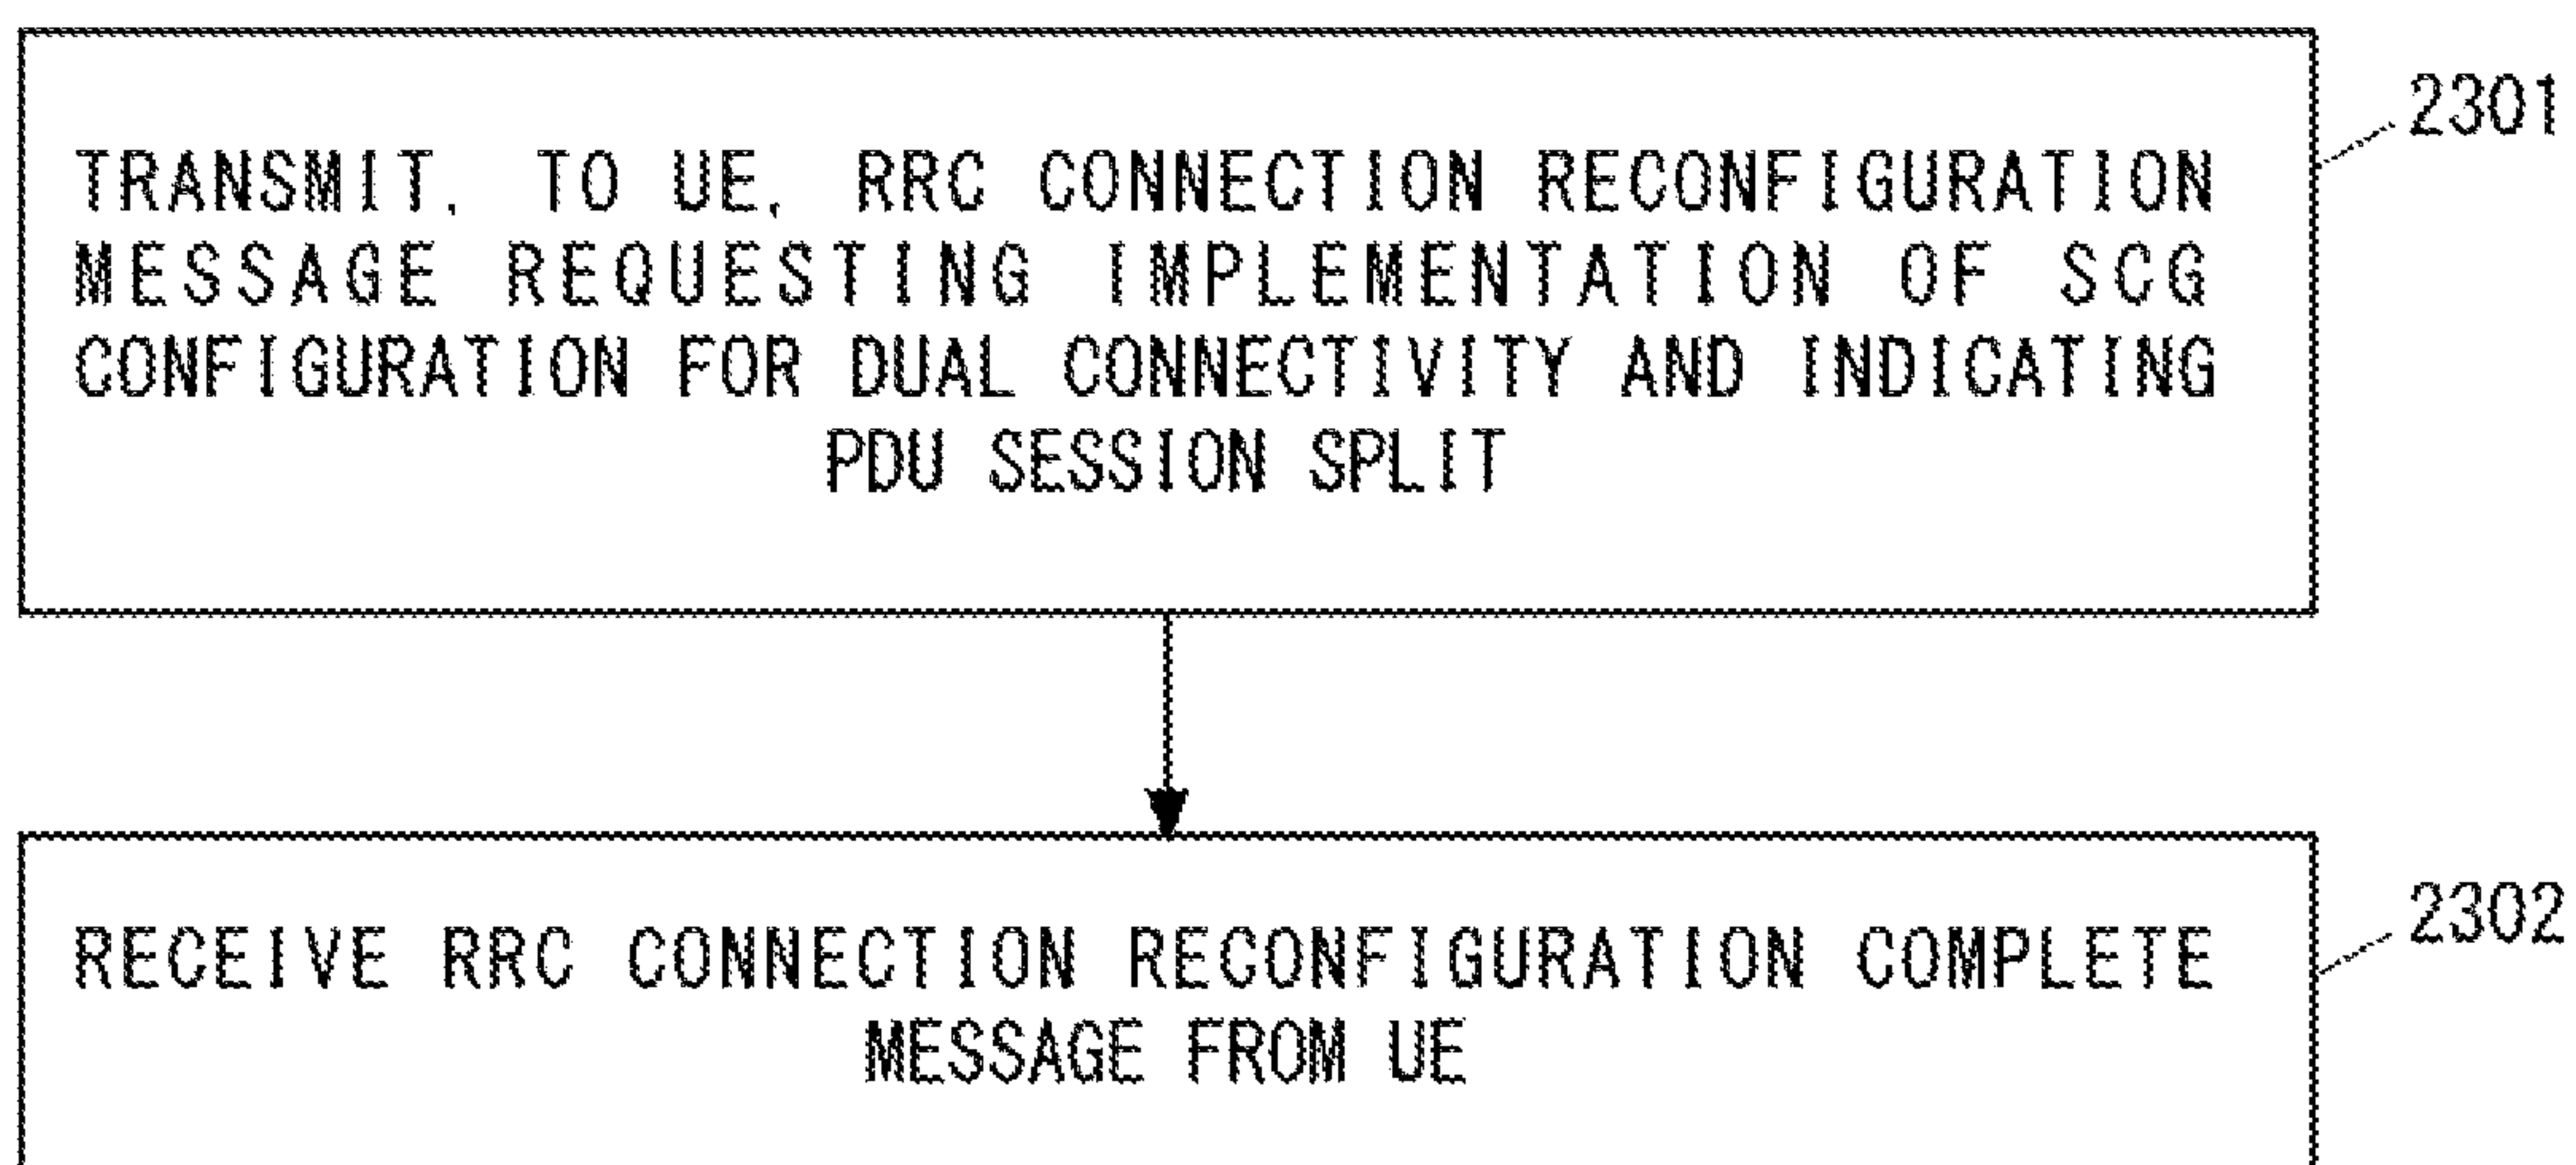 2301
TRANSMIT, TO UE, RRC CONNECTION RECONFIGURATION
MESSAGE REQUESTING IMPLEMENTATION OF SCG
CONFIGURATION FOR DUAL CONNECTIVITY AND INDICATING
PDU SESSION SPLIT
2302
RECEIVE RRC CONNECTION RECONFIGURATION COMPLETE
MESSAGE FROM UE